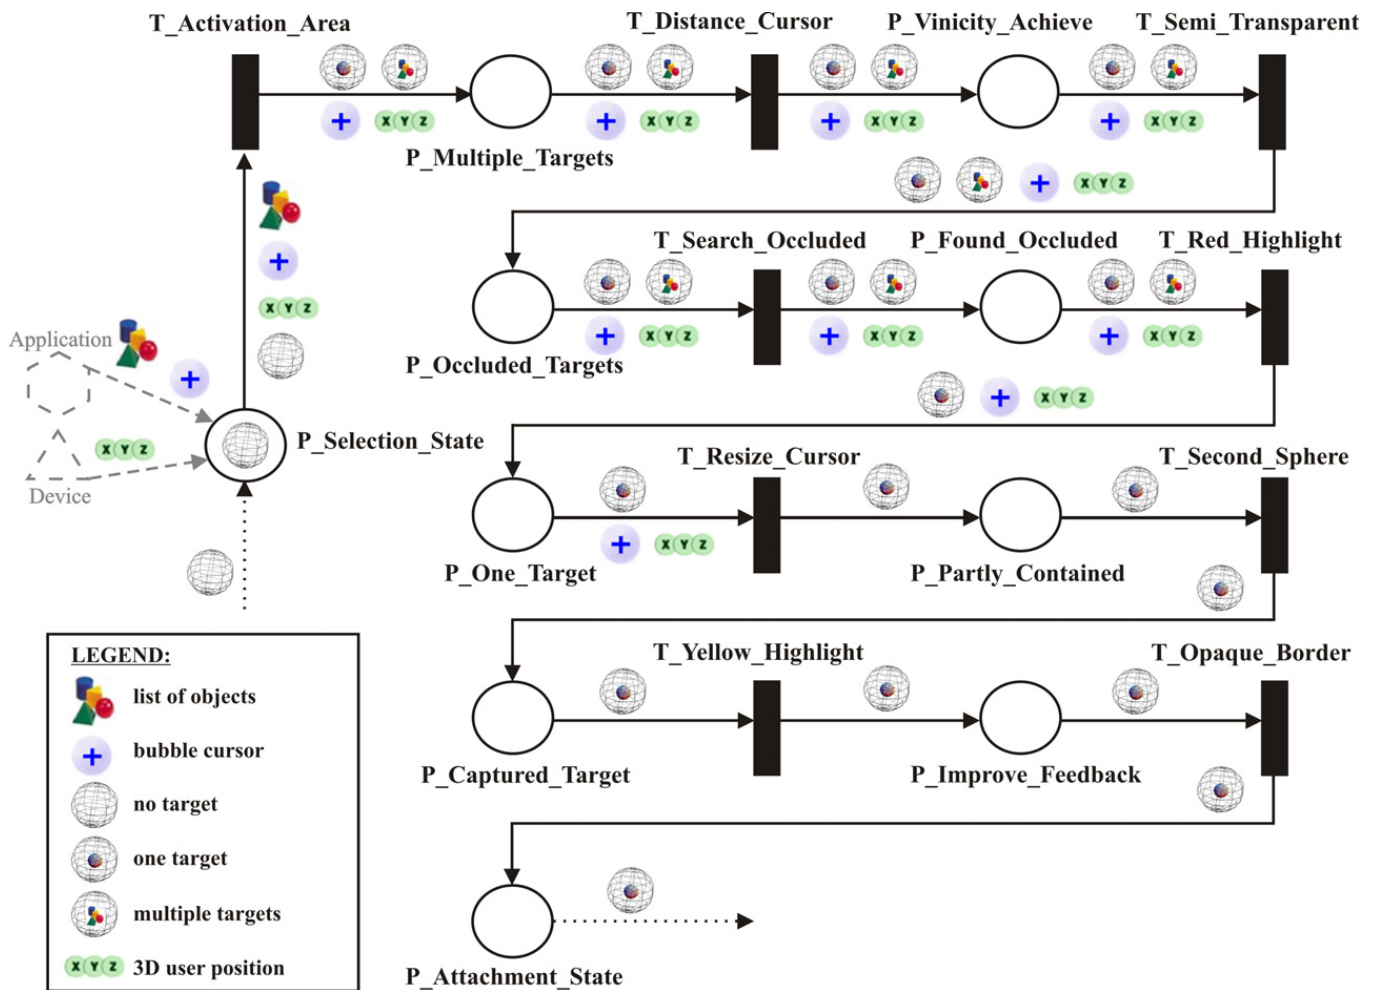 T_Activation_Area
T_Distance_Cursor
P_Vinicity_Achieve
T_Semi_Transparent
X Y Z
X Y Z
X Y Z
X Y Z
P_Multiple_Targets
X Y Z
T_Search_Occluded
P_Found_Occluded
T_Red_Highlight
X Y Z
Application
X Y Z
X Y Z
X Y Z
P_Occluded_Targets
X Y Z
P_Selection_State
X Y Z
Device
T_Resize_Cursor
T_Second_Sphere
X Y Z
P_One_Target
P_Partly_Contained
LEGEND:
list of objects
bubble cursor
no target
one target
multiple targets
X Y Z 3D user position
T_Yellow_Highlight
T_Opaque_Border
P_Captured_Target
P_Improve_Feedback
P_Attachment_State